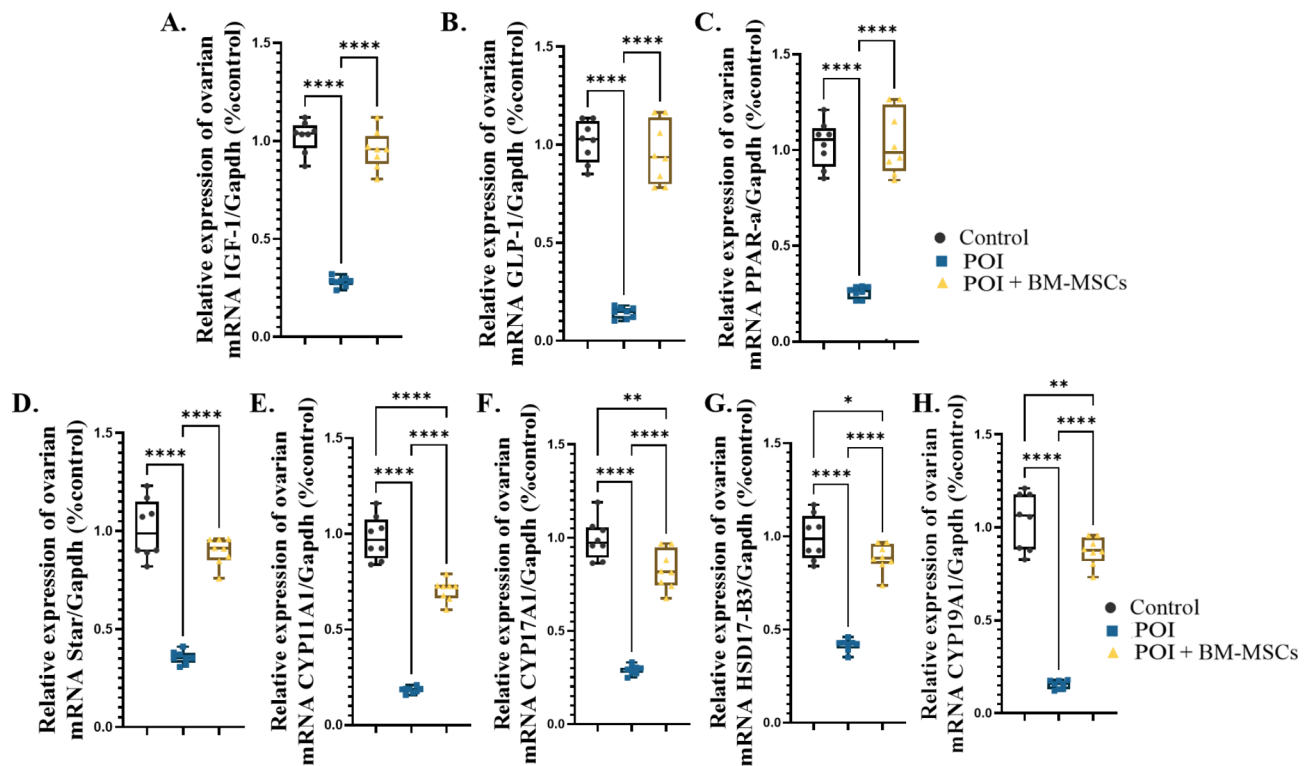 A.
Relative expression of ovarian
mRNA IGF-1/Gapdh (%control)
1.5
1.0
0.5
0.0
****
****
B.
Relative expression of ovarian
mRNA GLP-1/Gapdh (%control)
1.5
1.0
0.5
0.0
****
****
C.
Relative expression of ovarian
mRNA PPAR-a/Gapdh (%control)
1.5
1.0
0.5
0.0
****
****
Control
POI
POI + BM-MSCs
D.
Relative expression of ovarian
mRNA Star/Gapdh (%control)
1.5
1.0
0.5
0.0
****
****
E.
Relative expression of ovarian
mRNA CYP11A1/Gapdh (%control)
1.5
1.0
0.5
0.0
****
****
****
F.
Relative expression of ovarian
mRNA CYP17A1/Gapdh (%control)
1.5
1.0
0.5
0.0
**
****
****
G.
Relative expression of ovarian
mRNA HSD17-B3/Gapdh (%control)
1.5
1.0
0.5
0.0
*
****
****
H.
Relative expression of ovarian
mRNA CYP19A1/Gapdh (%control)
1.5
1.0
0.5
0.0
**
****
****
Control
POI
POI + BM-MSCs